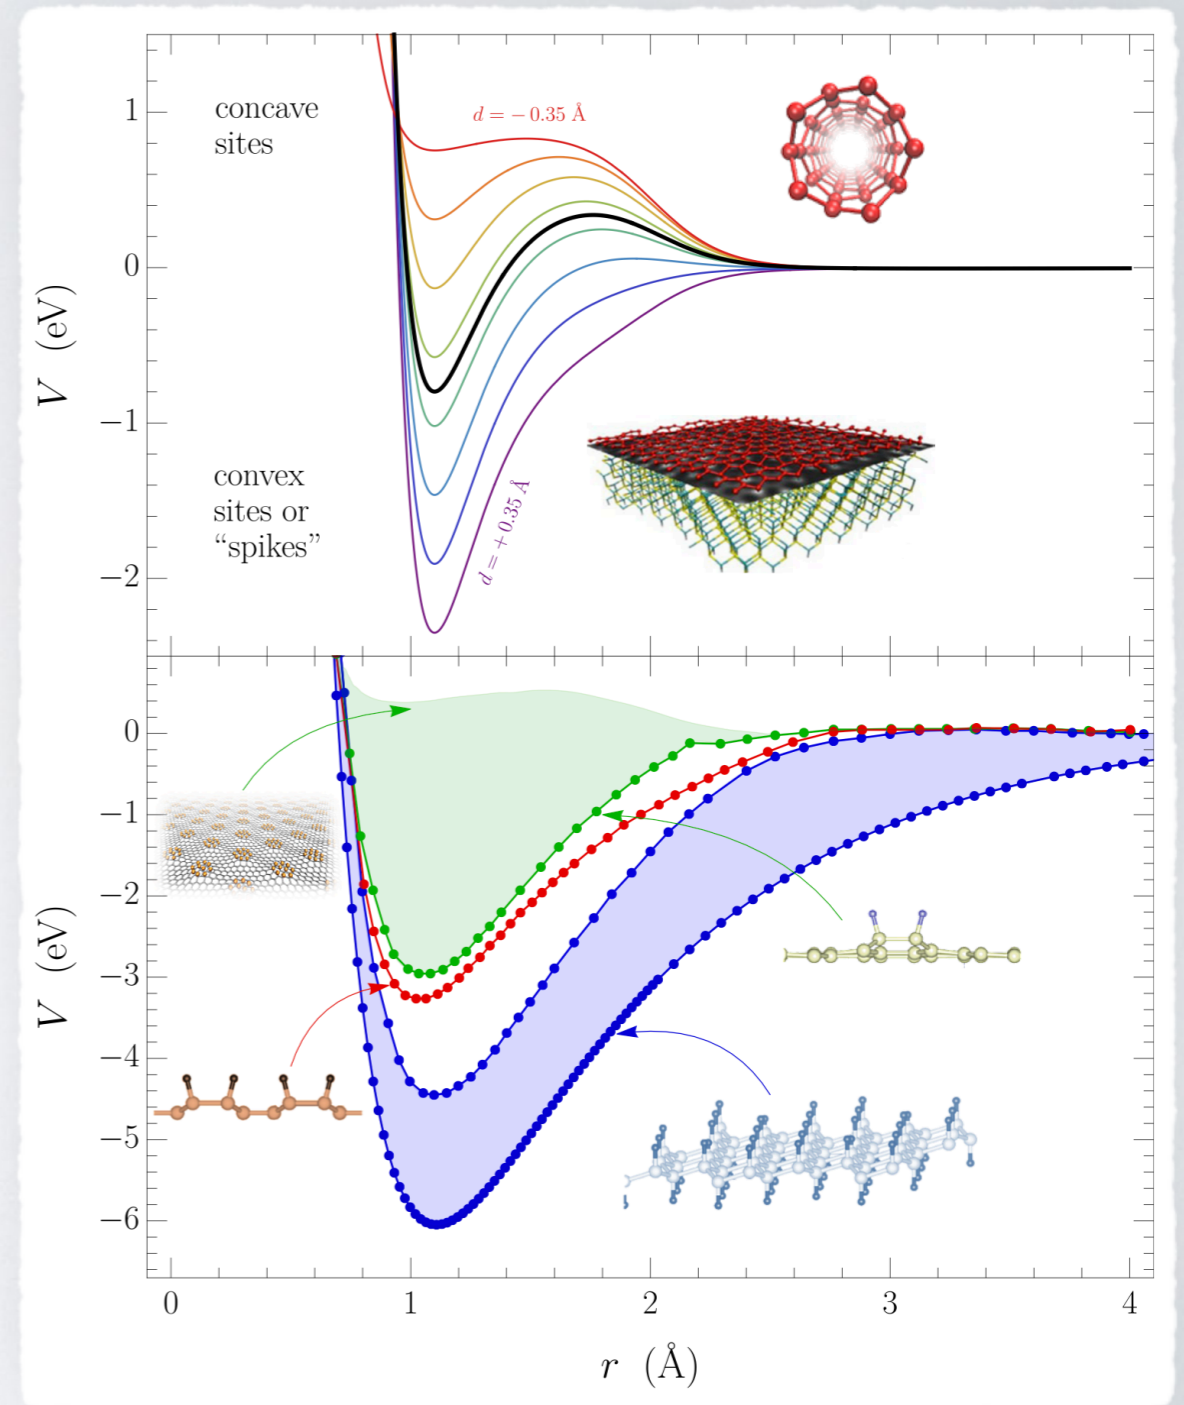 1
0
−1
−2
V (eV)
concave
sites
d = − 0.35 Å
convex
sites or
“spikes”
d = + 0.35 Å
0
−1
−2
−3
−4
−5
−6
V (eV)
0 1 2 3 4
r (Å)